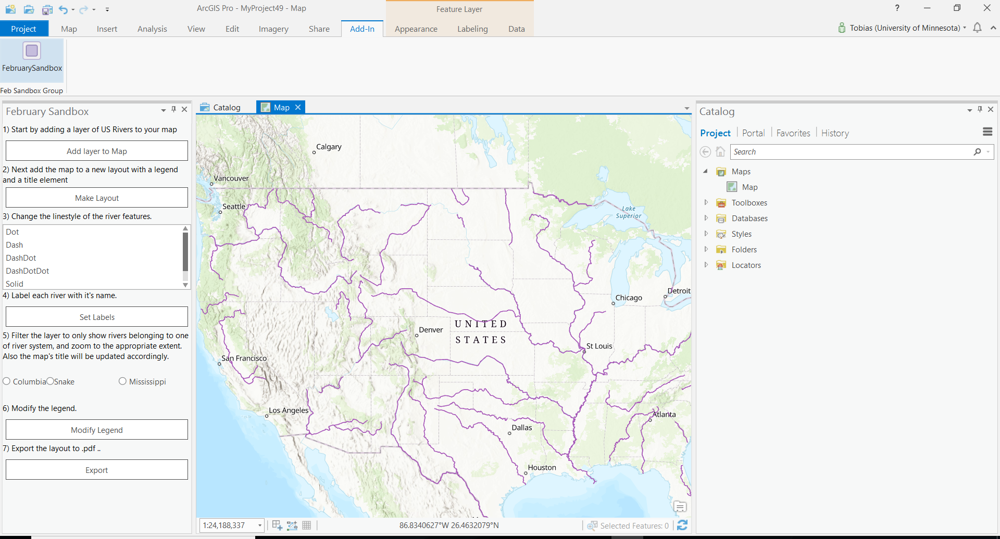 ArcGIS Pro - MyProject49 - Map
Feature Layer
?
Project
Map
Insert
Analysis
View
Edit
Imagery
Share
Add-In
Appearance
Labeling
Data
Tobias (University of Minnesota)
FebruarySandbox
Feb Sandbox Group
February Sandbox
1) Start by adding a layer of US Rivers to your map
Add layer to Map
2) Next add the map to a new layout with a legend
and a title element
Make Layout
3) Change the linestyle of the river features.
Dot
Dash
DashDot
DashDotDot
Solid
4) Label each river with it's name.
Set Labels
5) Filter the layer to only show rivers belonging to one
of river system, and zoom to the appropriate extent.
Also the map's title will be updated accordingly.
Columbia
Snake
Mississippi
6) Modify the legend.
Modify Legend
7) Export the layout to .pdf ..
Export
Catalog
Map
Calgary
Vancouver
Seattle
Lake
Superior
Detroit
Chicago
Denver
UNITED
STATES
St Louis
San Francisco
Los Angeles
Atlanta
Dallas
Houston
1:24,188,337
86.8340627°W 26.4632079°N
Selected Features: 0
Catalog
Project
Portal
Favorites
History
Search
Maps
Map
Toolboxes
Databases
Styles
Folders
Locators